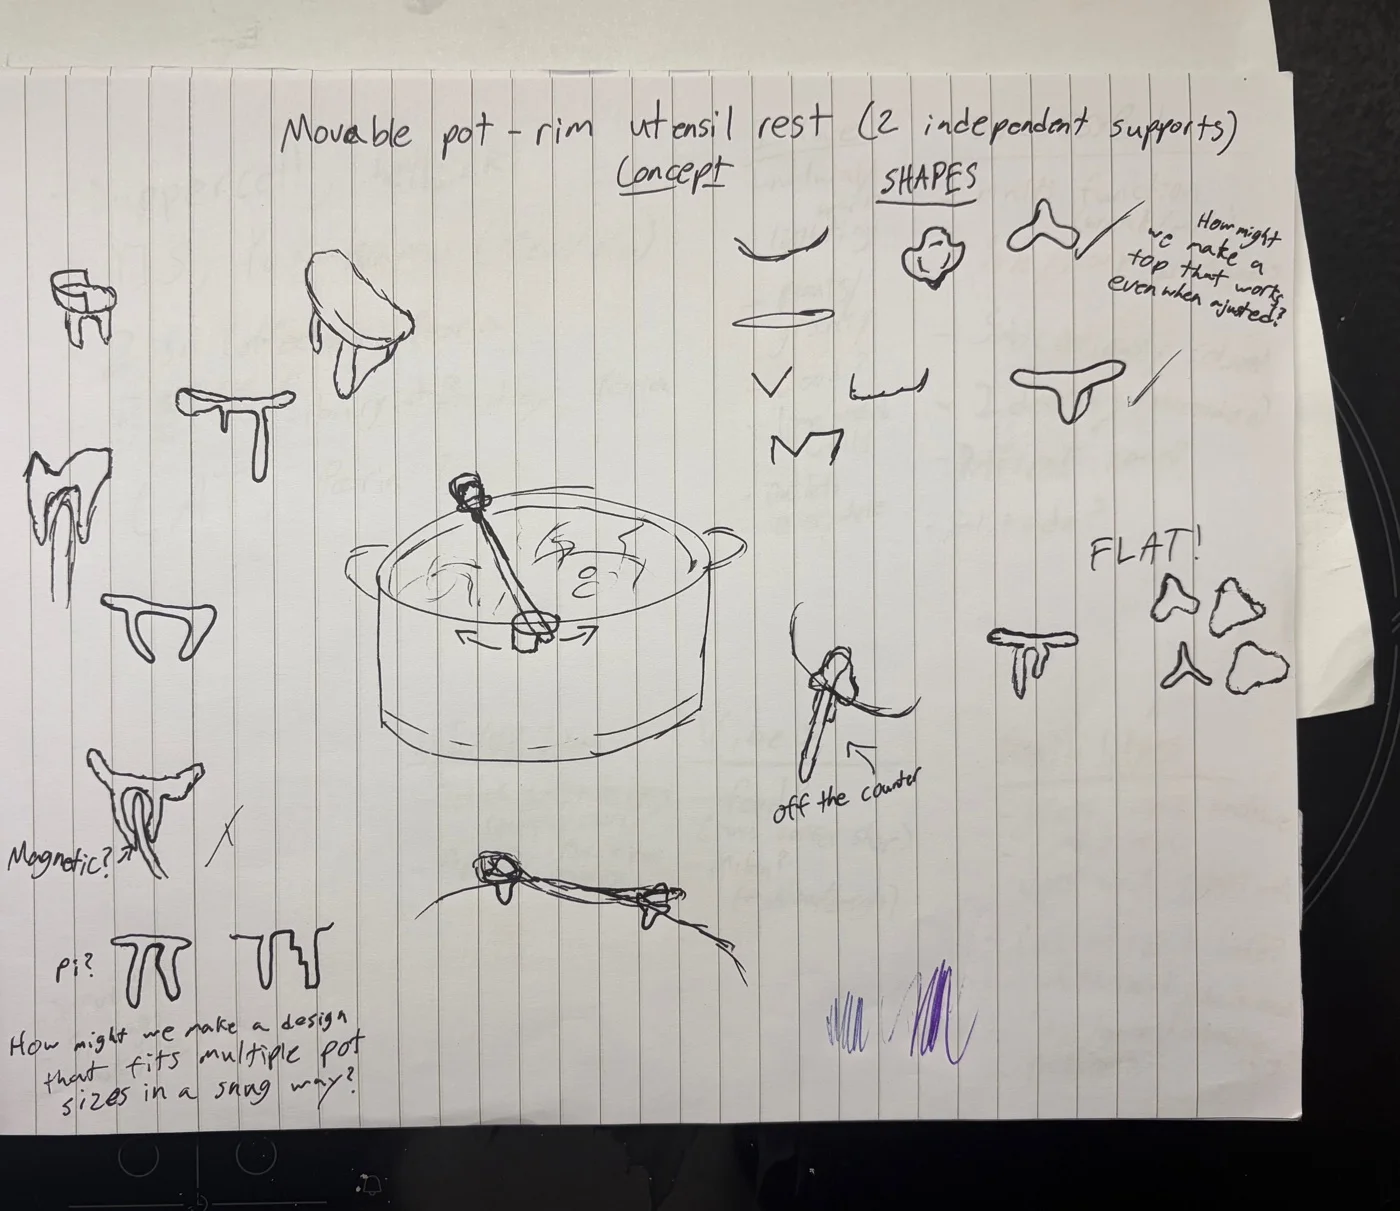 Movable pot-rim utensil rest (2 independent supports)
Concept
SHAPES
How might
we make a
top that works
even when ajusted?
FLAT!
off the counter
Magnetic?
pi?
How might we make a design
that fits multiple pot
sizes in a snug way?